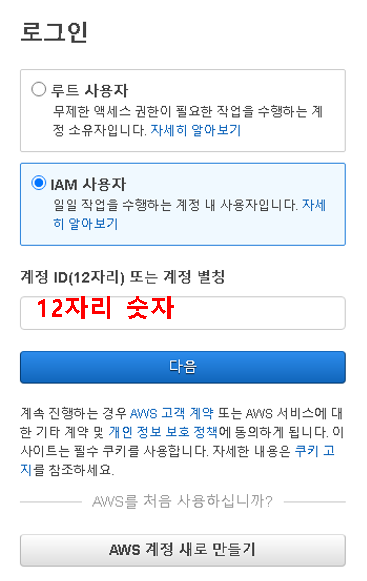 로그인
루트 사용자
무제한 액세스 권한이 필요한 작업을 수행하는 계
정 소유자입니다. 자세히 알아보기
IAM 사용자
일일 작업을 수행하는 계정 내 사용자입니다. 자세
히 알아보기
계정 ID(12자리) 또는 계정 별칭
12자리 숫자
다음
계속 진행하는 경우 AWS 고객 계약 또는 AWS 서비스에 대
한 기타 계약 및 개인 정보 보호 정책에 동의하게 됩니다. 이
사이트는 필수 쿠키를 사용합니다. 자세한 내용은 쿠키 고
지를 참조하세요.
AWS를 처음 사용하십니까?
AWS 계정 새로 만들기